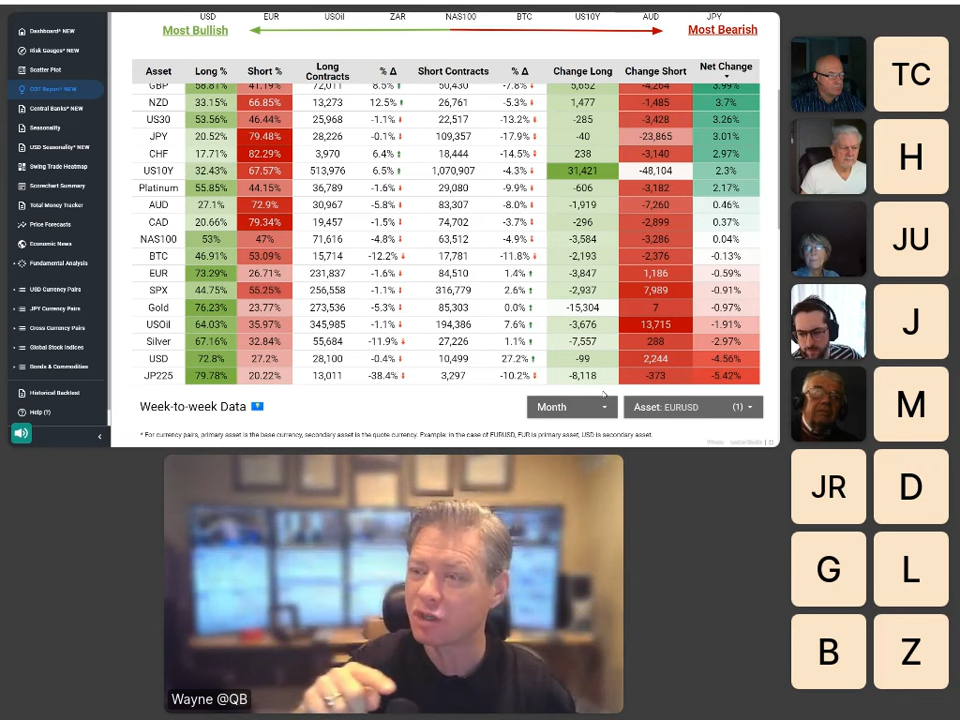 USD EUR USOil ZAR NAS100 BTC US10Y AUD JPY
Most Bullish Most Bearish
Asset Long % Short % Long Contracts % Δ Short Contracts % Δ Change Long Change Short Net Change
GBP 58.81% 41.19% 72,011 8.5% 50,430 -7.8% 5,652 -4,264 3.99%
NZD 33.15% 66.85% 13,273 12.5% 26,761 -5.3% 1,477 -1,485 3.7%
US30 53.56% 46.44% 25,968 -1.1% 22,517 -13.2% -285 -3,428 3.26%
JPY 20.52% 79.48% 28,226 -0.1% 109,357 -17.9% -40 -23,865 3.01%
CHF 17.71% 82.29% 3,970 6.4% 18,444 -14.5% 238 -3,140 2.97%
US10Y 32.43% 67.57% 513,976 6.5% 1,070,907 -4.3% 31,421 -48,104 2.3%
Platinum 55.85% 44.15% 36,789 -1.6% 29,080 -9.9% -606 -3,182 2.17%
AUD 27.1% 72.9% 30,967 -5.8% 83,307 -8.0% -1,919 -7,260 0.46%
CAD 20.66% 79.34% 19,457 -1.5% 74,702 -3.7% -296 -2,899 0.37%
NAS100 53% 47% 71,616 -4.8% 63,512 -4.9% -3,584 -3,286 0.04%
BTC 46.91% 53.09% 15,714 -12.2% 17,781 -11.8% -2,193 -2,376 -0.13%
EUR 73.29% 26.71% 231,837 -1.6% 84,510 1.4% -3,847 1,186 -0.59%
SPX 44.75% 55.25% 256,558 -1.1% 316,779 2.6% -2,937 7,989 -0.91%
Gold 76.23% 23.77% 273,536 -5.3% 85,303 0.0% -15,304 7 -0.97%
USOil 64.03% 35.97% 345,985 -1.1% 194,386 7.6% -3,676 13,715 -1.91%
Silver 67.16% 32.84% 55,684 -11.9% 27,226 1.1% -7,557 288 -2.97%
USD 72.8% 27.2% 28,100 -0.4% 10,499 27.2% -99 2,244 -4.56%
JP225 79.78% 20.22% 13,011 -38.4% 3,297 -10.2% -8,118 -373 -5.42%
Week-to-week Data Month Asset: EURUSD (1)
* For currency pairs, primary asset is the base currency, secondary asset is the quote currency. Example: in the case of EURUSD, EUR is primary asset, USD is secondary asset.
Dashboard* NEW
Risk Gauges* NEW
Scatter Plot
COT Report* NEW
Central Banks* NEW
Seasonality
USD Seasonality* NEW
Swing Trade Heatmap
Scorecard Summary
Total Money Tracker
Price Forecasts
Economic News
Fundamental Analysis
USD Currency Pairs
JPY Currency Pairs
Cross Currency Pairs
Global Stock Indices
Bonds & Commodities
Historical Backtest
Help (?)
Wayne @QB
TC
H
JU
J
M
JR D
G L
B Z